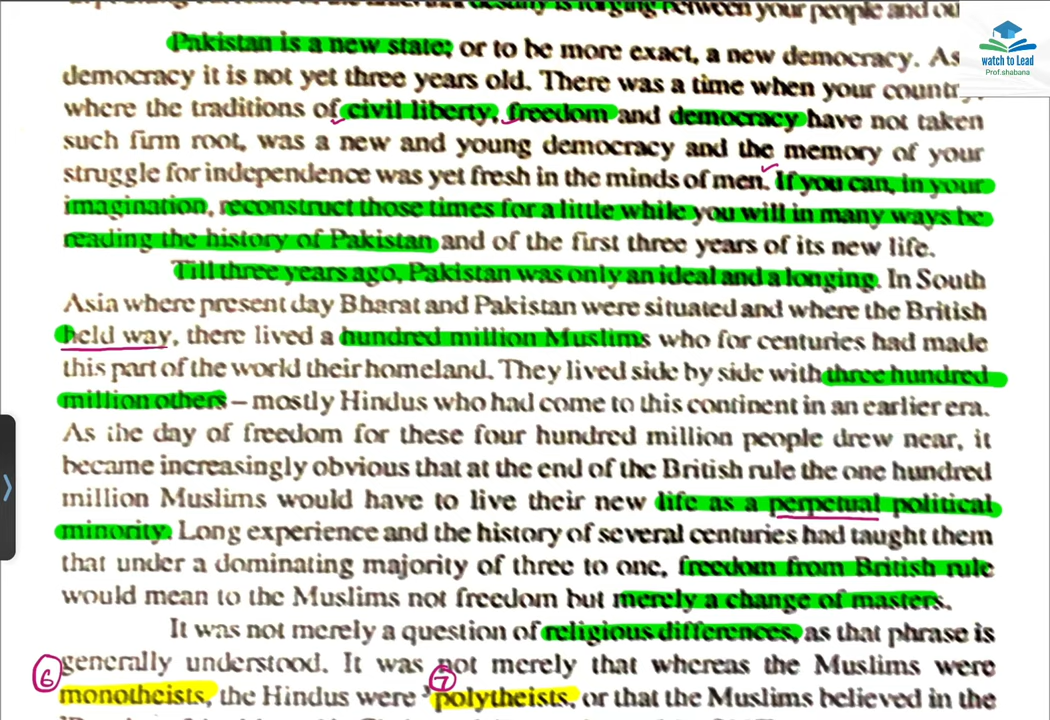 destiny is forging between your people and ou
watch to Lead
Prof.shabana
Pakistan is a new state; or to be more exact, a new democracy. As
democracy it is not yet three years old. There was a time when your country,
where the traditions of civil liberty, freedom and democracy have not taken
such firm root, was a new and young democracy and the memory of your
struggle for independence was yet fresh in the minds of men. If you can, in your
imagination, reconstruct those times for a little while you will in many ways be
reading the history of Pakistan and of the first three years of its new life.
Till three years ago, Pakistan was only an ideal and a longing. In South
Asia where present day Bharat and Pakistan were situated and where the British
held way, there lived a hundred million Muslims who for centuries had made
this part of the world their homeland. They lived side by side with three hundred
million others – mostly Hindus who had come to this continent in an earlier era.
As the day of freedom for these four hundred million people drew near, it
became increasingly obvious that at the end of the British rule the one hundred
million Muslims would have to live their new life as a perpetual political
minority. Long experience and the history of several centuries had taught them
that under a dominating majority of three to one, freedom from British rule
would mean to the Muslims not freedom but merely a change of masters.
It was not merely a question of religious differences, as that phrase is
6 generally understood. It was not merely that whereas the Muslims were
7
monotheists, the Hindus were polytheists, or that the Muslims believed in the